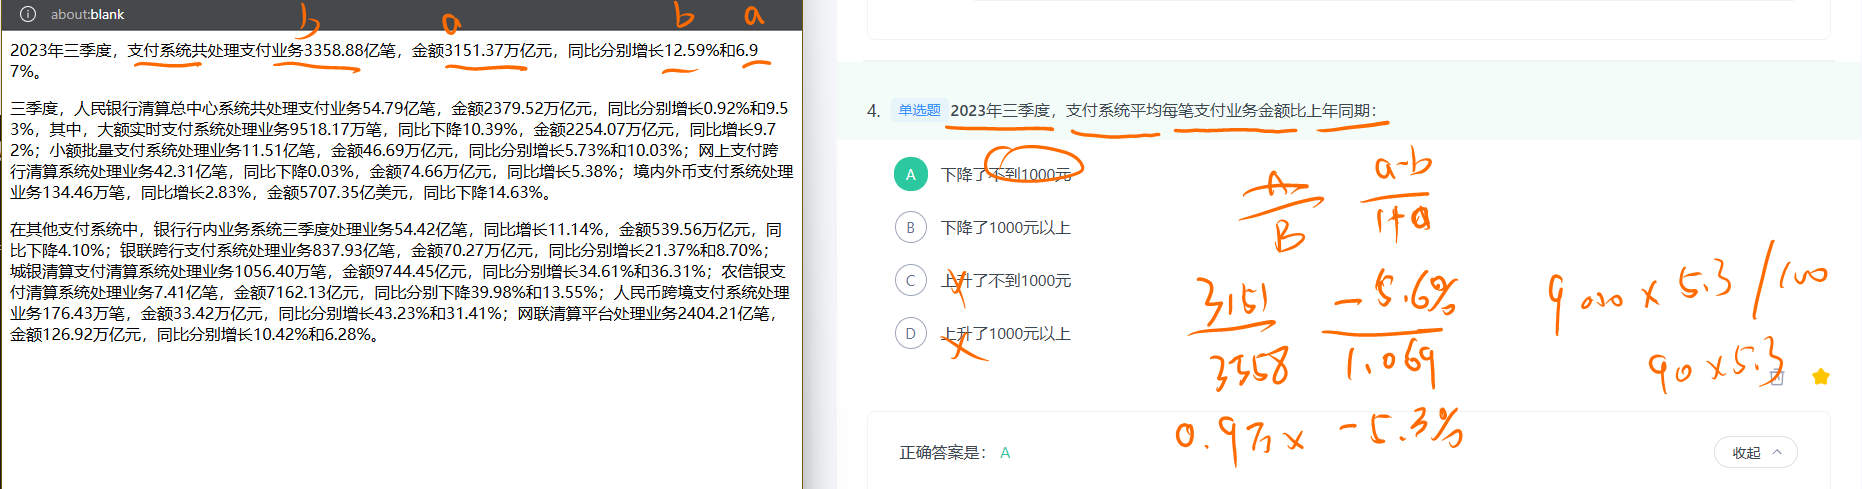 about:blank
b a b a
2023年三季度，支付系统共处理支付业务3358.88亿笔，金额3151.37万亿元，同比分别增长12.59%和6.9
7%。
三季度，人民银行清算总中心系统共处理支付业务54.79亿笔，金额2379.52万亿元，同比分别增长0.92%和9.5
3%，其中，大额实时支付系统处理业务9518.17万笔，同比下降10.39%，金额2254.07万亿元，同比增长9.7
2%；小额批量支付系统处理业务11.51亿笔，金额46.69万亿元，同比分别增长5.73%和10.03%；网上支付跨
行清算系统处理业务42.31亿笔，同比下降0.03%，金额74.66万亿元，同比增长5.38%；境内外币支付系统处理
业务134.46万笔，同比增长2.83%，金额5707.35亿美元，同比下降14.63%。
在其他支付系统中，银行行内业务系统三季度处理业务54.42亿笔，同比增长11.14%，金额539.56万亿元，同
比下降4.10%；银联跨行支付系统处理业务837.93亿笔，金额70.27万亿元，同比分别增长21.37%和8.70%；
城银清算支付清算系统处理业务1056.40万笔，金额9744.45亿元，同比分别增长34.61%和36.31%；农信银支
付清算系统处理业务7.41亿笔，金额7162.13亿元，同比分别下降39.98%和13.55%；人民币跨境支付系统处理
业务176.43万笔，金额33.42万亿元，同比分别增长43.23%和31.41%；网联清算平台处理业务2404.21亿笔，
金额126.92万亿元，同比分别增长10.42%和6.28%。
4. 单选题 2023年三季度，支付系统平均每笔支付业务金额比上年同期：
A 下降了不到1000元
B 下降了1000元以上
C 上升了不到1000元
D 上升了1000元以上
A a-b
B 1+a
3151 -5.6%
3358 1.069
0.9万 x -5.3%
9000 x 5.3 / 100
90 x 5.3
正确答案是： A
收起